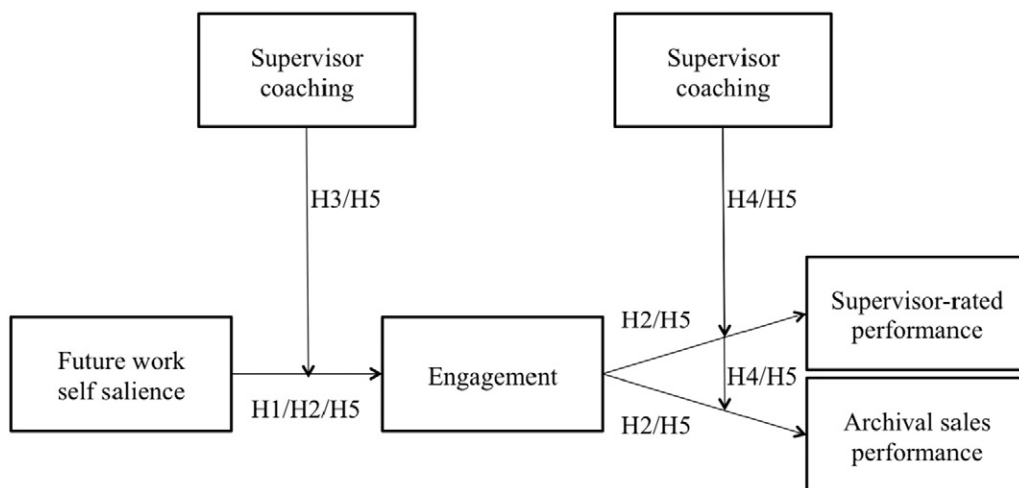 Supervisor
coaching
Supervisor
coaching
H3/H5
H4/H5
Future work
self salience
H1/H2/H5
Engagement
H2/H5
H4/H5
H2/H5
Supervisor-rated
performance
Archival sales
performance